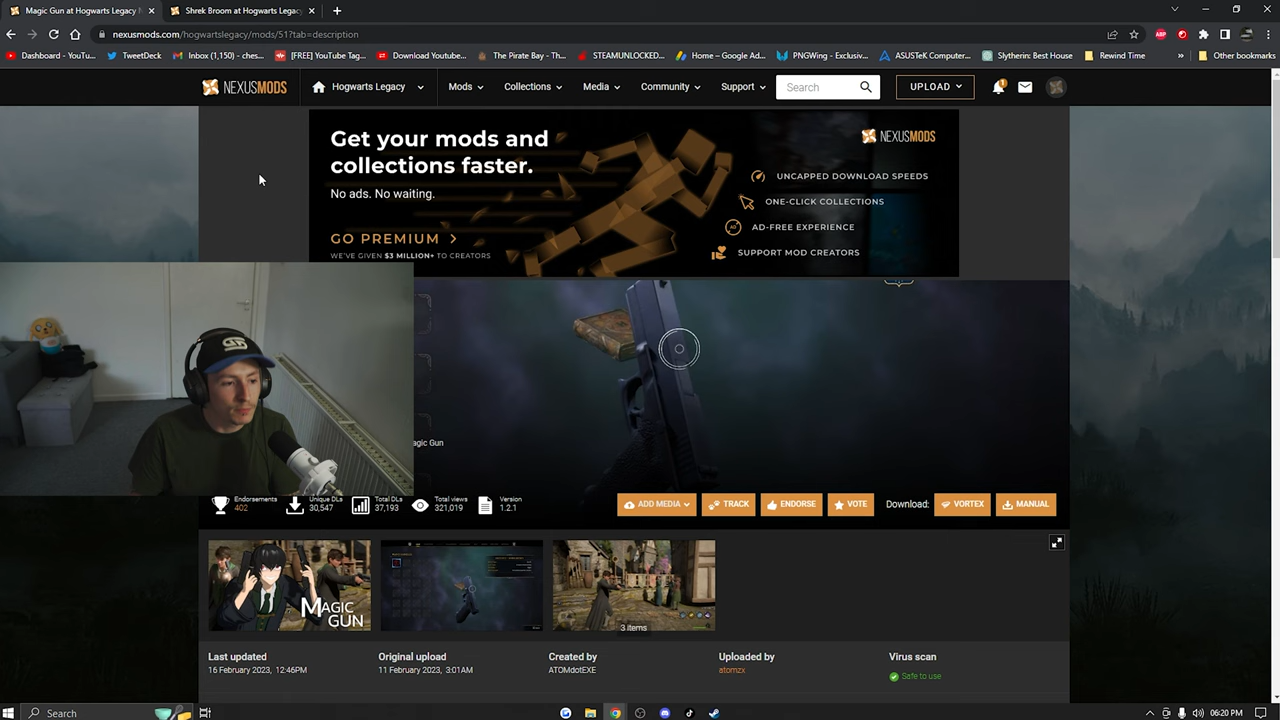 Magic Gun at Hogwarts Legacy
Shrek Broom at Hogwarts Legacy
nexusmods.com/hogwartslegacy/mods/51?tab=description
Dashboard - YouTu...
TweetDeck
Inbox (1,150) - ches...
[FREE] YouTube Tag...
Download Youtube...
The Pirate Bay - Th...
STEAMUNLOCKED...
Home – Google Ad...
PNGWing - Exclusiv...
ASUSTeK Computer...
Slytherin: Best House
Rewind Time
»
Other bookmarks
NEXUSMODS
Hogwarts Legacy
Mods
Collections
Media
Community
Support
Search
UPLOAD
Get your mods and
collections faster.
No ads. No waiting.
GO PREMIUM
WE'VE GIVEN $3 MILLION+ TO CREATORS
NEXUSMODS
UNCAPPED DOWNLOAD SPEEDS
ONE-CLICK COLLECTIONS
AD-FREE EXPERIENCE
SUPPORT MOD CREATORS
agic Gun
Endorsements
402
Unique DLs
30,547
Total DLs
37,193
Total views
321,019
Version
1.2.1
ADD MEDIA
TRACK
ENDORSE
VOTE
Download:
VORTEX
MANUAL
MAGIC
GUN
3 items
Last updated
16 February 2023, 12:46PM
Original upload
11 February 2023, 3:01AM
Created by
ATOMdotEXE
Uploaded by
atomzx
Virus scan
Safe to use
Search
06:20 PM